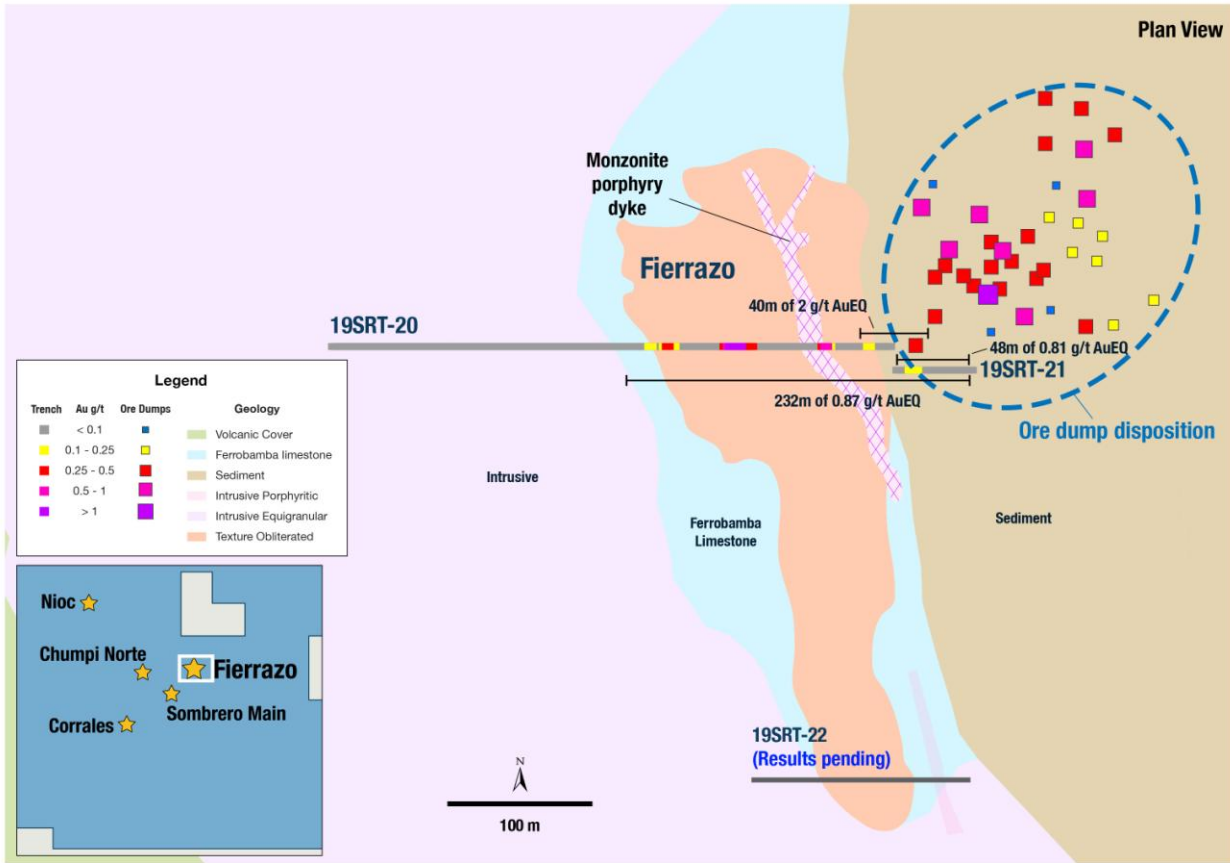 Plan View
Monzonite
porphyry
dyke
Fierrazo
40m of 2 g/t AuEQ
19SRT-20
48m of 0.81 g/t AuEQ
19SRT-21
232m of 0.87 g/t AuEQ
Ore dump disposition
Legend
Trench Au g/t Ore Dumps Geology
< 0.1
0.1 - 0.25
0.25 - 0.5
0.5 - 1
> 1
Volcanic Cover
Ferrobamba limestone
Sediment
Intrusive Porphyritic
Intrusive Equigranular
Texture Obliterated
Intrusive
Ferrobamba
Limestone
Sediment
Nioc
Chumpi Norte
Fierrazo
Sombrero Main
Corrales
19SRT-22
(Results pending)
N
100 m